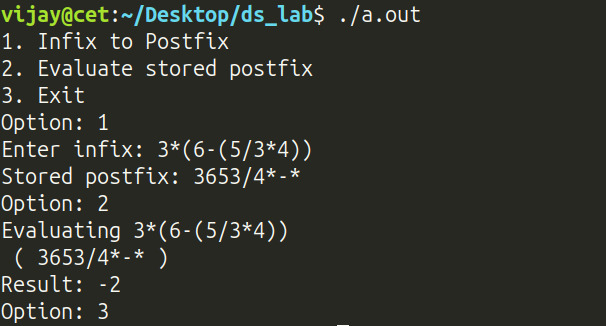 vijay@cet:~/Desktop/ds_lab$ ./a.out
1. Infix to Postfix
2. Evaluate stored postfix
3. Exit
Option: 1
Enter infix: 3*(6-(5/3*4))
Stored postfix: 3653/4*-*
Option: 2
Evaluating 3*(6-(5/3*4))
 ( 3653/4*-* )
Result: -2
Option: 3